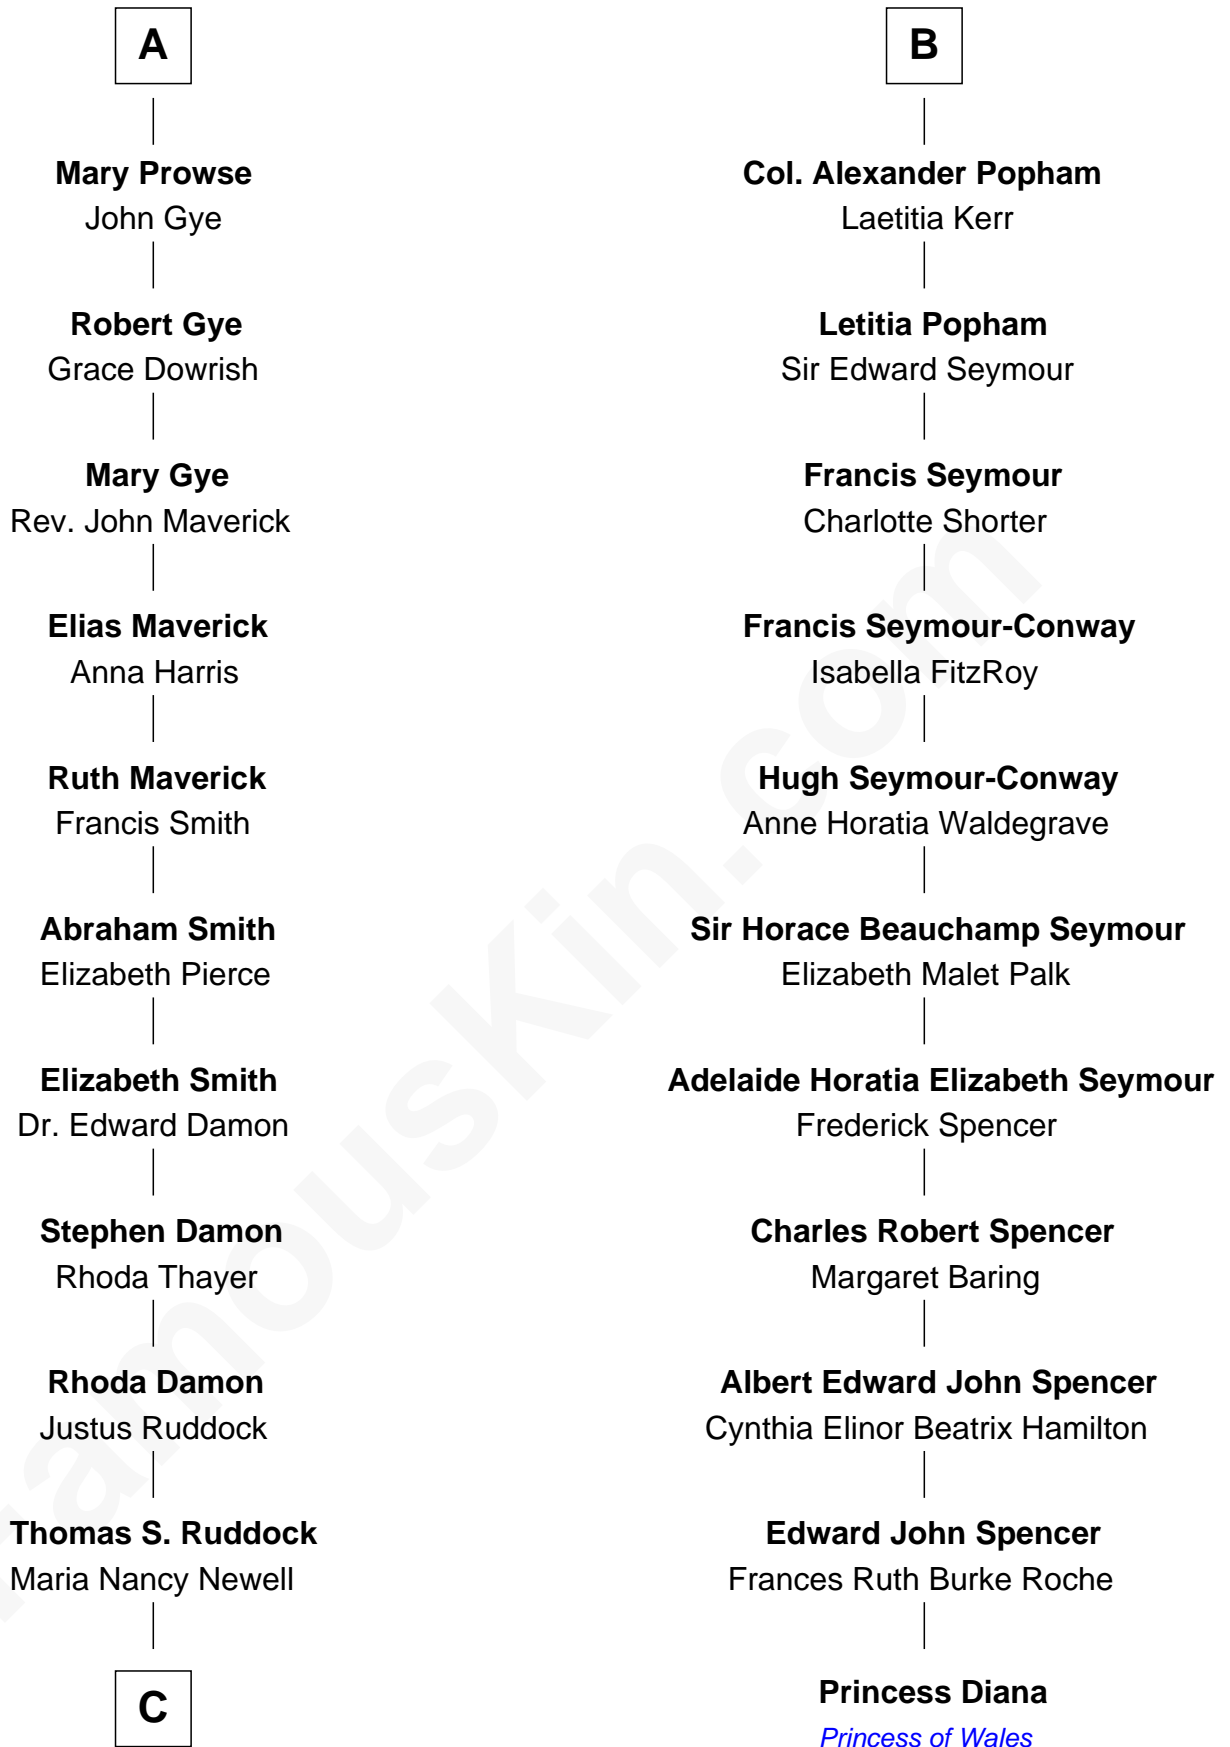 A
Mary Prowse
John Gye
Robert Gye
Grace Dowrish
Mary Gye
Rev. John Maverick
Elias Maverick
Anna Harris
Ruth Maverick
Francis Smith
Abraham Smith
Elizabeth Pierce
Elizabeth Smith
Dr. Edward Damon
Stephen Damon
Rhoda Thayer
Rhoda Damon
Justus Ruddock
Thomas S. Ruddock
Maria Nancy Newell
C
B
Col. Alexander Popham
Laetitia Kerr
Letitia Popham
Sir Edward Seymour
Francis Seymour
Charlotte Shorter
Francis Seymour-Conway
Isabella FitzRoy
Hugh Seymour-Conway
Anne Horatia Waldegrave
Sir Horace Beauchamp Seymour
Elizabeth Malet Palk
Adelaide Horatia Elizabeth Seymour
Frederick Spencer
Charles Robert Spencer
Margaret Baring
Albert Edward John Spencer
Cynthia Elinor Beatrix Hamilton
Edward John Spencer
Frances Ruth Burke Roche
Princess Diana
Princess of Wales
FamousKin.com